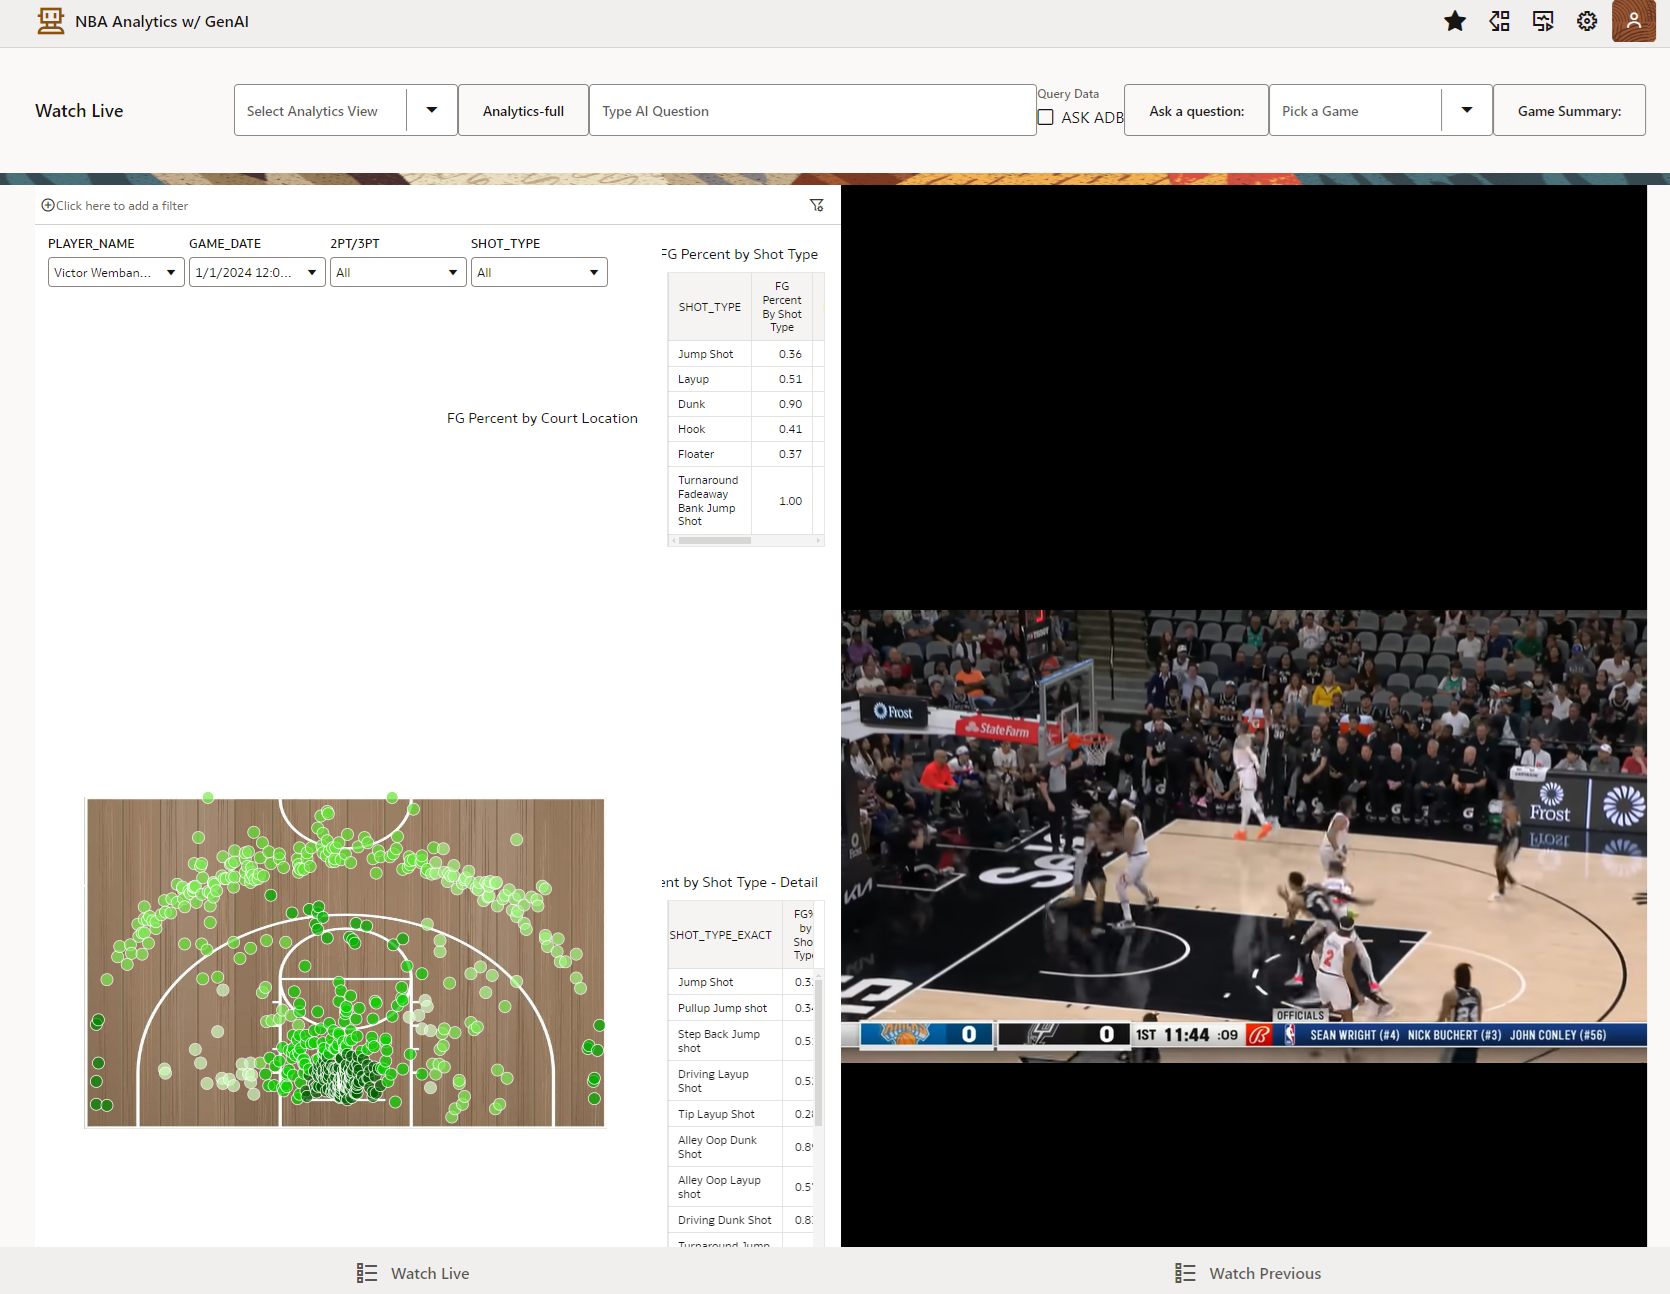 NBA Analytics w/ GenAI
Watch Live
Select Analytics View
Analytics-full
Type AI Question
Query Data
ASK ADB
Ask a question:
Pick a Game
Game Summary:
Click here to add a filter
PLAYER_NAME
GAME_DATE
2PT/3PT
SHOT_TYPE
Victor Wemban...
1/1/2024 12:0...
All
All
FG Percent by Court Location
FG Percent by Shot Type
SHOT_TYPE
FG
Percent
By Shot
Type
Jump Shot 0.36
Layup 0.51
Dunk 0.90
Hook 0.41
Floater 0.37
Turnaround
Fadeaway
Bank Jump
Shot
1.00
ent by Shot Type - Detail
SHOT_TYPE_EXACT
FG%
by
Sho
Type
Jump Shot 0.3
Pullup Jump shot 0.3
Step Back Jump
shot
0.5
Driving Layup
Shot
0.5
Tip Layup Shot 0.2
Alley Oop Dunk
Shot
0.8
Alley Oop Layup
shot
0.5
Driving Dunk Shot 0.8
Turnaround Jump
Frost
StateFarm
Frost
2
21
OFFICIALS
0
0
1ST 11:44 :09
SEAN WRIGHT (#4) NICK BUCHERT (#3) JOHN CONLEY (#56)
Watch Live
Watch Previous